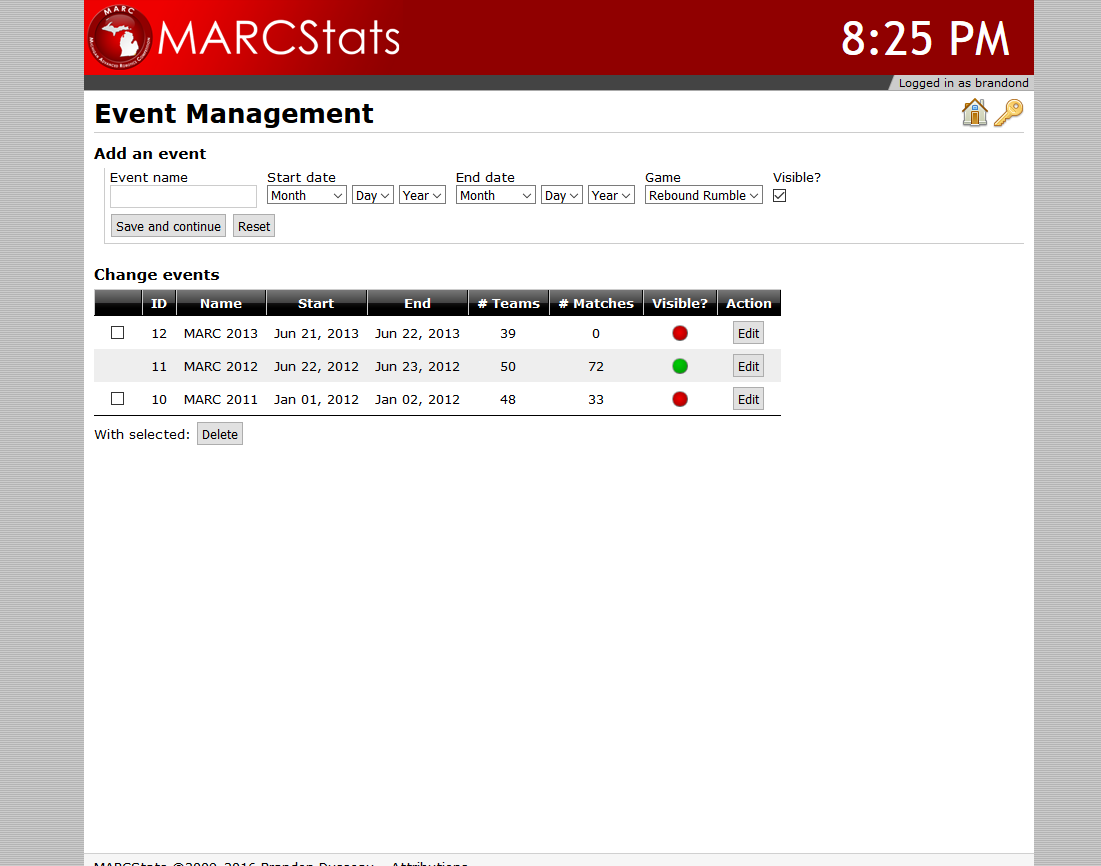 MARC
MARCStats
8:25 PM
Logged in as brandond
Event Management
Add an event
Event name Start date End date Game Visible?
Month Day Year Month Day Year Rebound Rumble
Save and continue Reset
Change events
ID Name Start End # Teams # Matches Visible? Action
12 MARC 2013 Jun 21, 2013 Jun 22, 2013 39 0 Edit
11 MARC 2012 Jun 22, 2012 Jun 23, 2012 50 72 Edit
10 MARC 2011 Jan 01, 2012 Jan 02, 2012 48 33 Edit
With selected: Delete